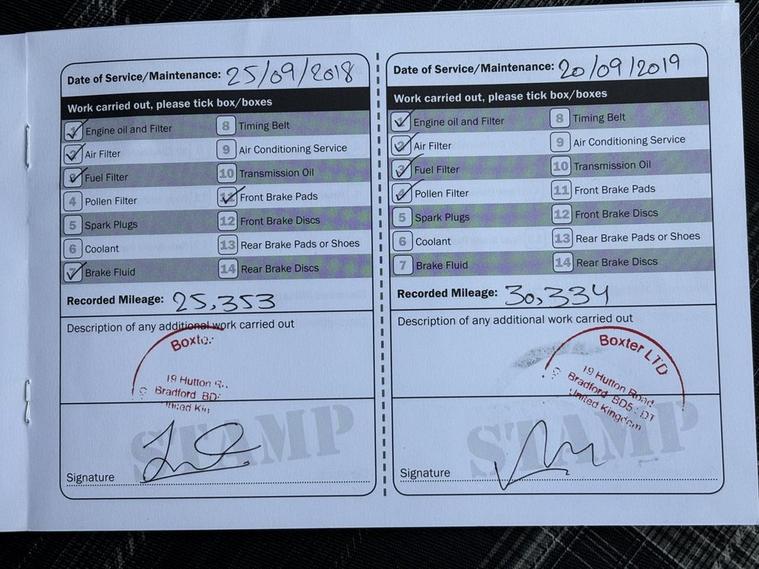 Date of Service/Maintenance: 25/09/2018
Work carried out, please tick box/boxes
1 Engine oil and Filter
2 Air Filter
3 Fuel Filter
4 Pollen Filter
5 Spark Plugs
6 Coolant
7 Brake Fluid
8 Timing Belt
9 Air Conditioning Service
10 Transmission Oil
11 Front Brake Pads
12 Front Brake Discs
13 Rear Brake Pads or Shoes
14 Rear Brake Discs
Recorded Mileage: 25,353
Description of any additional work carried out
19 Hutton
Bradford
STAMP
Signature
Date of Service/Maintenance: 20/09/2019
Work carried out, please tick box/boxes
1 Engine oil and Filter
2 Air Filter
3 Fuel Filter
4 Pollen Filter
5 Spark Plugs
6 Coolant
7 Brake Fluid
8 Timing Belt
9 Air Conditioning Service
10 Transmission Oil
11 Front Brake Pads
12 Front Brake Discs
13 Rear Brake Pads or Shoes
14 Rear Brake Discs
Recorded Mileage: 30,334
Description of any additional work carried out
Boxter LTD
19 Hutton Road
Bradford BD5
United Kingdom
STAMP
Signature